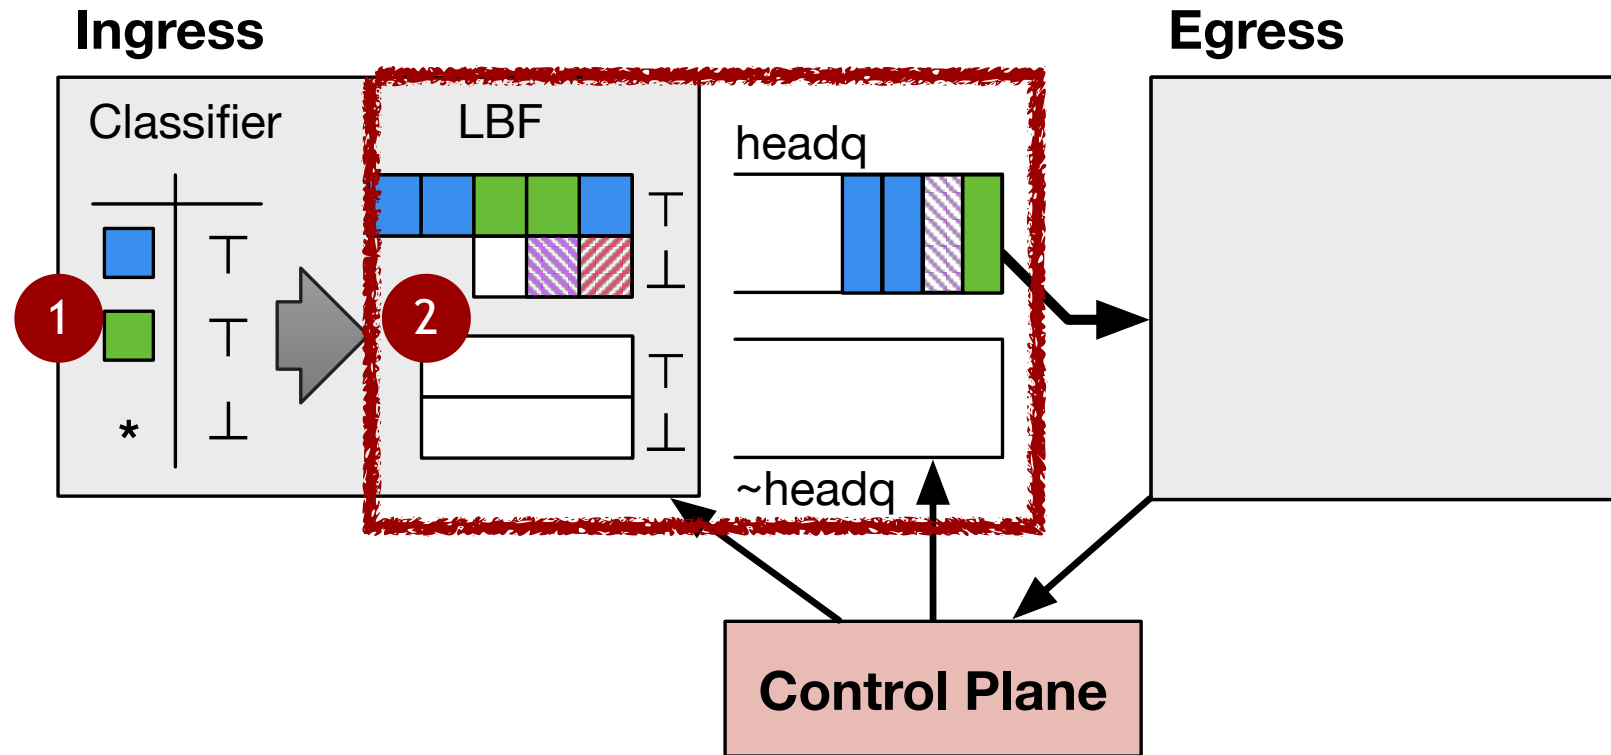 Ingress
Egress
Classifier
LBF
headq
⊤
⊤
⊥
1
⊤
2
⊤
*
⊥
⊥
~headq
Control Plane